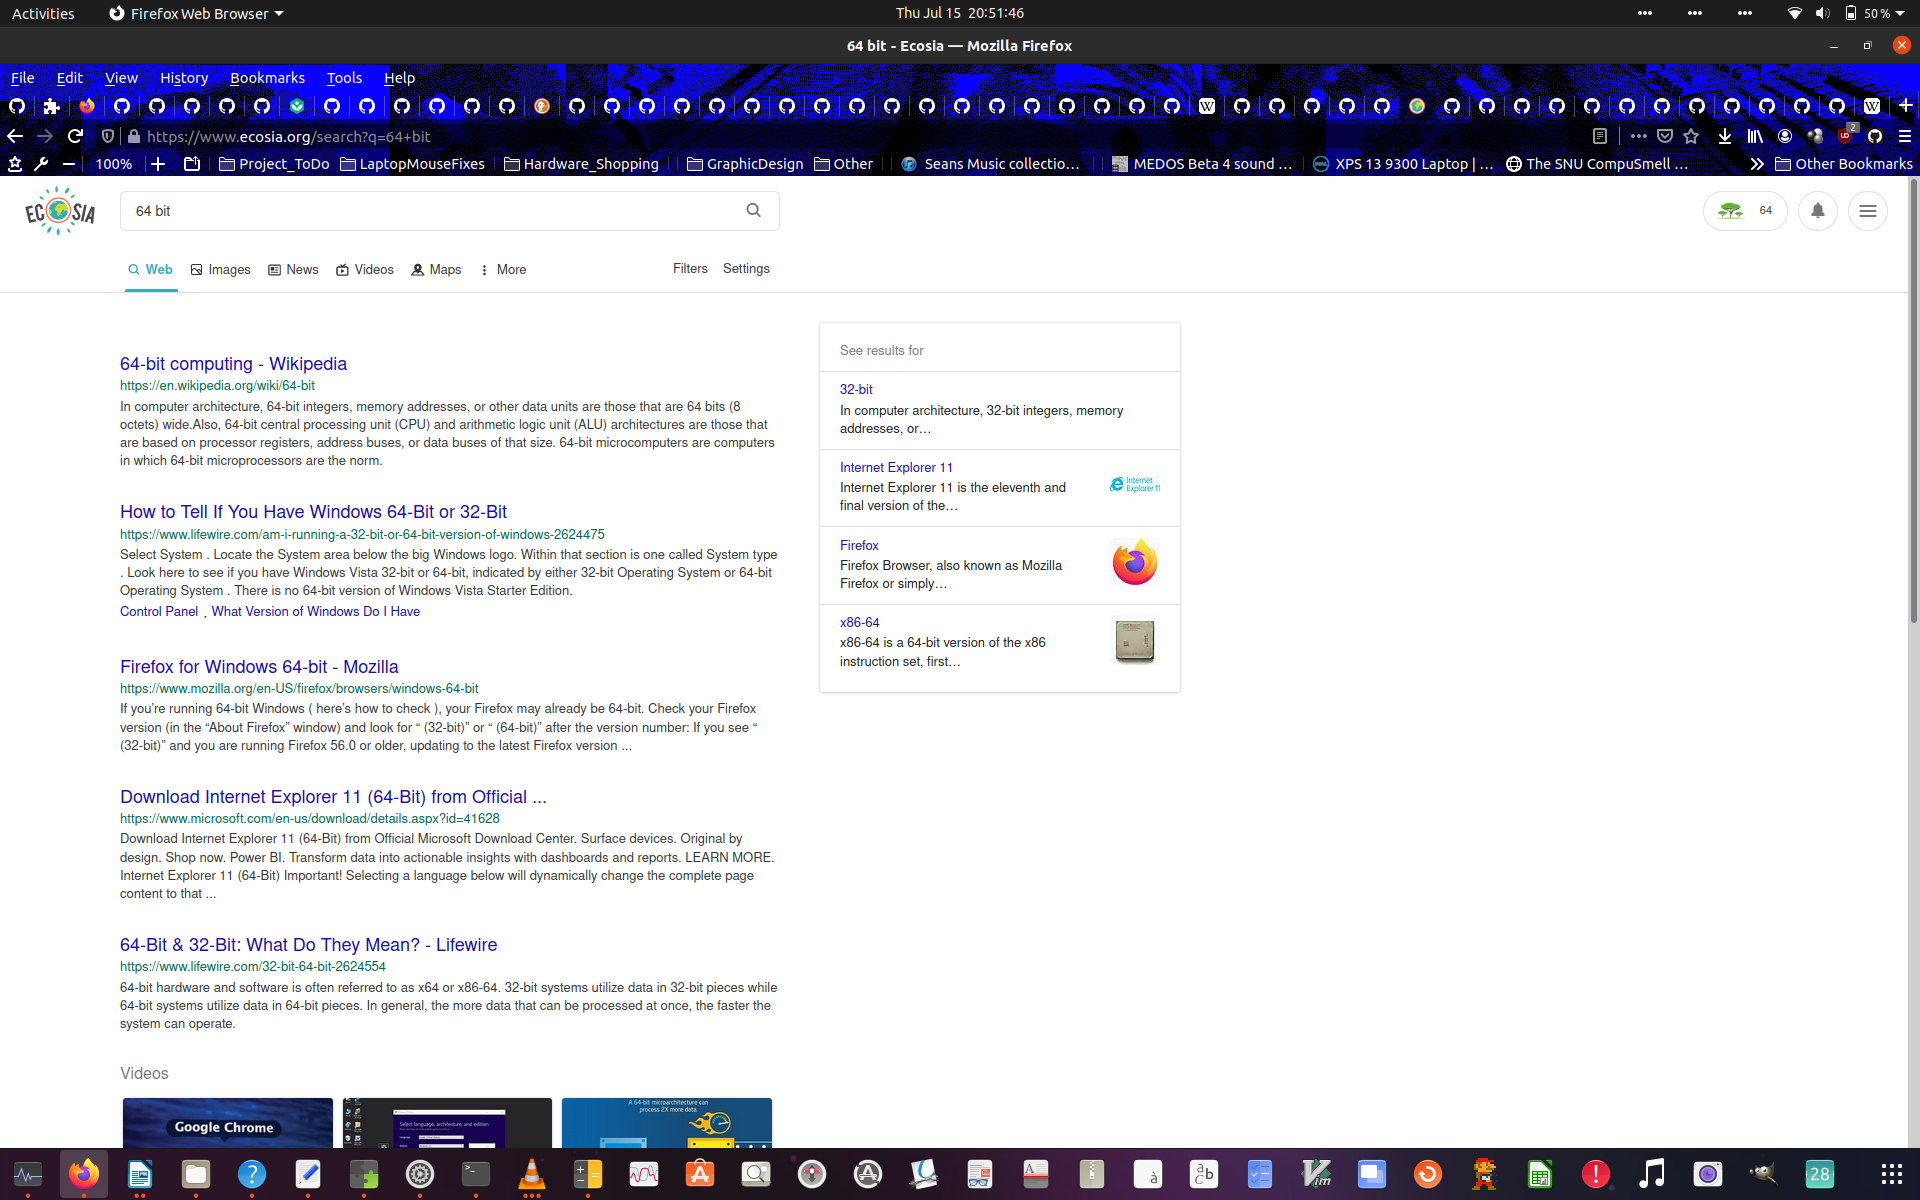 Activities
Firefox Web Browser
Thu Jul 15 20:51:46
50 %
64 bit - Ecosia — Mozilla Firefox
File Edit View History Bookmarks Tools Help
https://www.ecosia.org/search?q=64+bit
2
100%
Project_ToDo
LaptopMouseFixes
Hardware_Shopping
GraphicDesign
Other
Seans Music collectio…
MEDOS Beta 4 sound …
XPS 13 9300 Laptop | …
The SNU CompuSmell …
Other Bookmarks
ECOSIA
64 bit
64
Web
Images
News
Videos
Maps
More
Filters
Settings
64-bit computing - Wikipedia
https://en.wikipedia.org/wiki/64-bit
In computer architecture, 64-bit integers, memory addresses, or other data units are those that are 64 bits (8
octets) wide.Also, 64-bit central processing unit (CPU) and arithmetic logic unit (ALU) architectures are those that
are based on processor registers, address buses, or data buses of that size. 64-bit microcomputers are computers
in which 64-bit microprocessors are the norm.
How to Tell If You Have Windows 64-Bit or 32-Bit
https://www.lifewire.com/am-i-running-a-32-bit-or-64-bit-version-of-windows-2624475
Select System . Locate the System area below the big Windows logo. Within that section is one called System type
. Look here to see if you have Windows Vista 32-bit or 64-bit, indicated by either 32-bit Operating System or 64-bit
Operating System . There is no 64-bit version of Windows Vista Starter Edition.
Control Panel . What Version of Windows Do I Have
Firefox for Windows 64-bit - Mozilla
https://www.mozilla.org/en-US/firefox/browsers/windows-64-bit
If you’re running 64-bit Windows ( here’s how to check ), your Firefox may already be 64-bit. Check your Firefox
version (in the “About Firefox” window) and look for “ (32-bit)” or “ (64-bit)” after the version number: If you see “
(32-bit)” and you are running Firefox 56.0 or older, updating to the latest Firefox version ...
Download Internet Explorer 11 (64-Bit) from Official ...
https://www.microsoft.com/en-us/download/details.aspx?id=41628
Download Internet Explorer 11 (64-Bit) from Official Microsoft Download Center. Surface devices. Original by
design. Shop now. Power BI. Transform data into actionable insights with dashboards and reports. LEARN MORE.
Internet Explorer 11 (64-Bit) Important! Selecting a language below will dynamically change the complete page
content to that ...
64-Bit & 32-Bit: What Do They Mean? - Lifewire
https://www.lifewire.com/32-bit-64-bit-2624554
64-bit hardware and software is often referred to as x64 or x86-64. 32-bit systems utilize data in 32-bit pieces while
64-bit systems utilize data in 64-bit pieces. In general, the more data that can be processed at once, the faster the
system can operate.
Videos
Google Chrome
Select language, architecture, and edition
A 64-bit microarchitecture can
process 2X more data.
See results for
32-bit
In computer architecture, 32-bit integers, memory
addresses, or…
Internet Explorer 11
Internet Explorer 11 is the eleventh and
final version of the…
Internet
Explorer 11
Firefox
Firefox Browser, also known as Mozilla
Firefox or simply…
x86-64
x86-64 is a 64-bit version of the x86
instruction set, first…
28